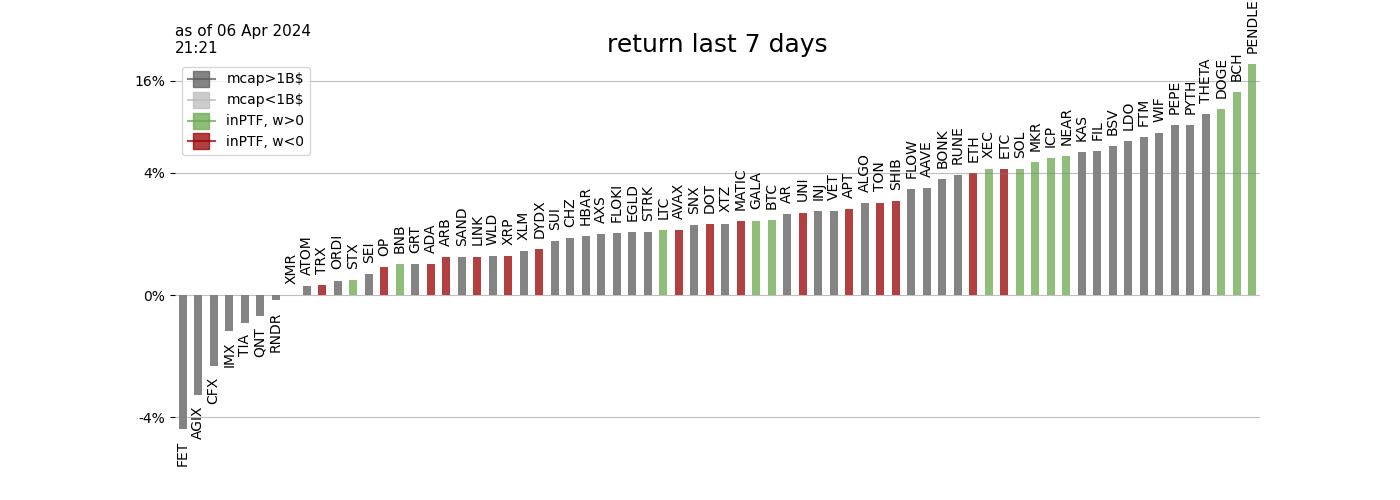 as of 06 Apr 2024
21:21
return last 7 days
mcap>1B$
mcap<1B$
inPTF, w>0
inPTF, w<0
16%
4%
0%
-4%
FET
AGIX
CFX
IMX
TIA
QNT
RNDR
XMR
ATOM
TRX
ORDI
STX
SEI
OP
BNB
GRT
ADA
ARB
SAND
LINK
WLD
XRP
XLM
DYDX
SUI
CHZ
HBAR
AXS
FLOKI
EGLD
STRK
LTC
AVAX
SNX
DOT
XTZ
MATIC
GALA
BTC
AR
UNI
INJ
VET
APT
ALGO
TON
SHIB
FLOW
AAVE
BONK
RUNE
ETH
XEC
ETC
SOL
MKR
ICP
NEAR
KAS
FIL
BSV
LDO
FTM
WIF
PEPE
PYTH
THETA
DOGE
BCH
PENDLE